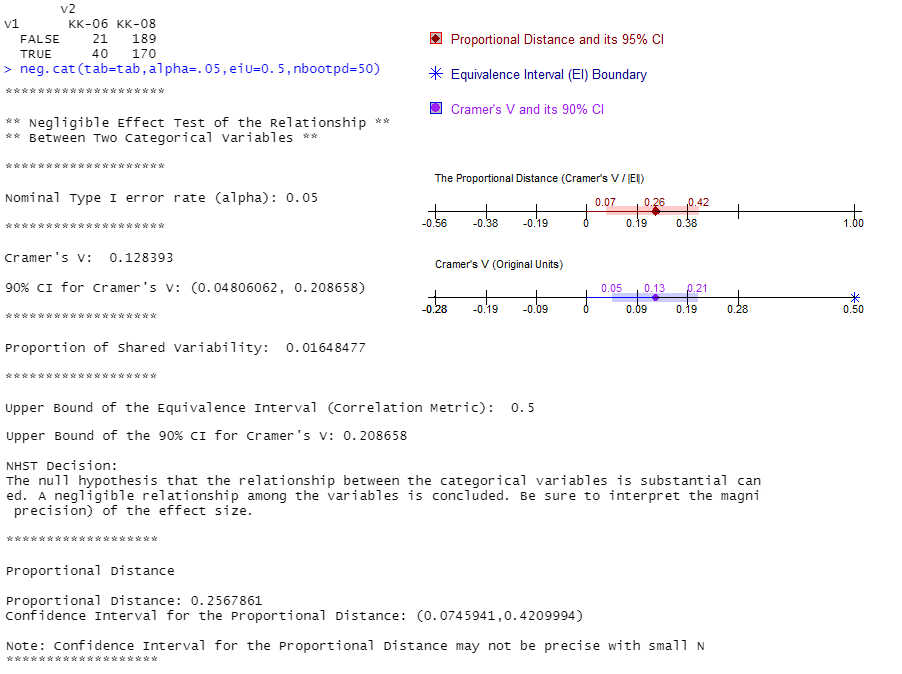 v2
v1 KK-06 KK-08
FALSE 21 189
TRUE 40 170
> neg.cat(tab=tab,alpha=.05,eiU=0.5,nbootpd=50)
********************
** Negligible Effect Test of the Relationship **
** Between Two Categorical Variables **
********************
Nominal Type I error rate (alpha): 0.05
********************
Cramer's V: 0.128393
90% CI for Cramer's V: (0.04806062, 0.208658)
*******************
Proportion of Shared Variability: 0.01648477
*******************
Upper Bound of the Equivalence Interval (Correlation Metric): 0.5
Upper Bound of the 90% CI for Cramer's V: 0.208658
NHST Decision:
The null hypothesis that the relationship between the categorical variables is substantial can
ed. A negligible relationship among the variables is concluded. Be sure to interpret the magni
precision) of the effect size.
*******************
Proportional Distance
Proportional Distance: 0.2567861
Confidence Interval for the Proportional Distance: (0.0745941,0.4209994)
Note: Confidence Interval for the Proportional Distance may not be precise with small N
*******************
Proportional Distance and its 95% CI
Equivalence Interval (EI) Boundary
Cramer's V and its 90% CI
The Proportional Distance (Cramer's V / |EI|)
0.07 0.26 0.42
-0.56 -0.38 -0.19 0 0.19 0.38 1.00
Cramer's V (Original Units)
0.05 0.13 0.21
-0.28 -0.19 -0.09 0 0.09 0.19 0.28 0.50